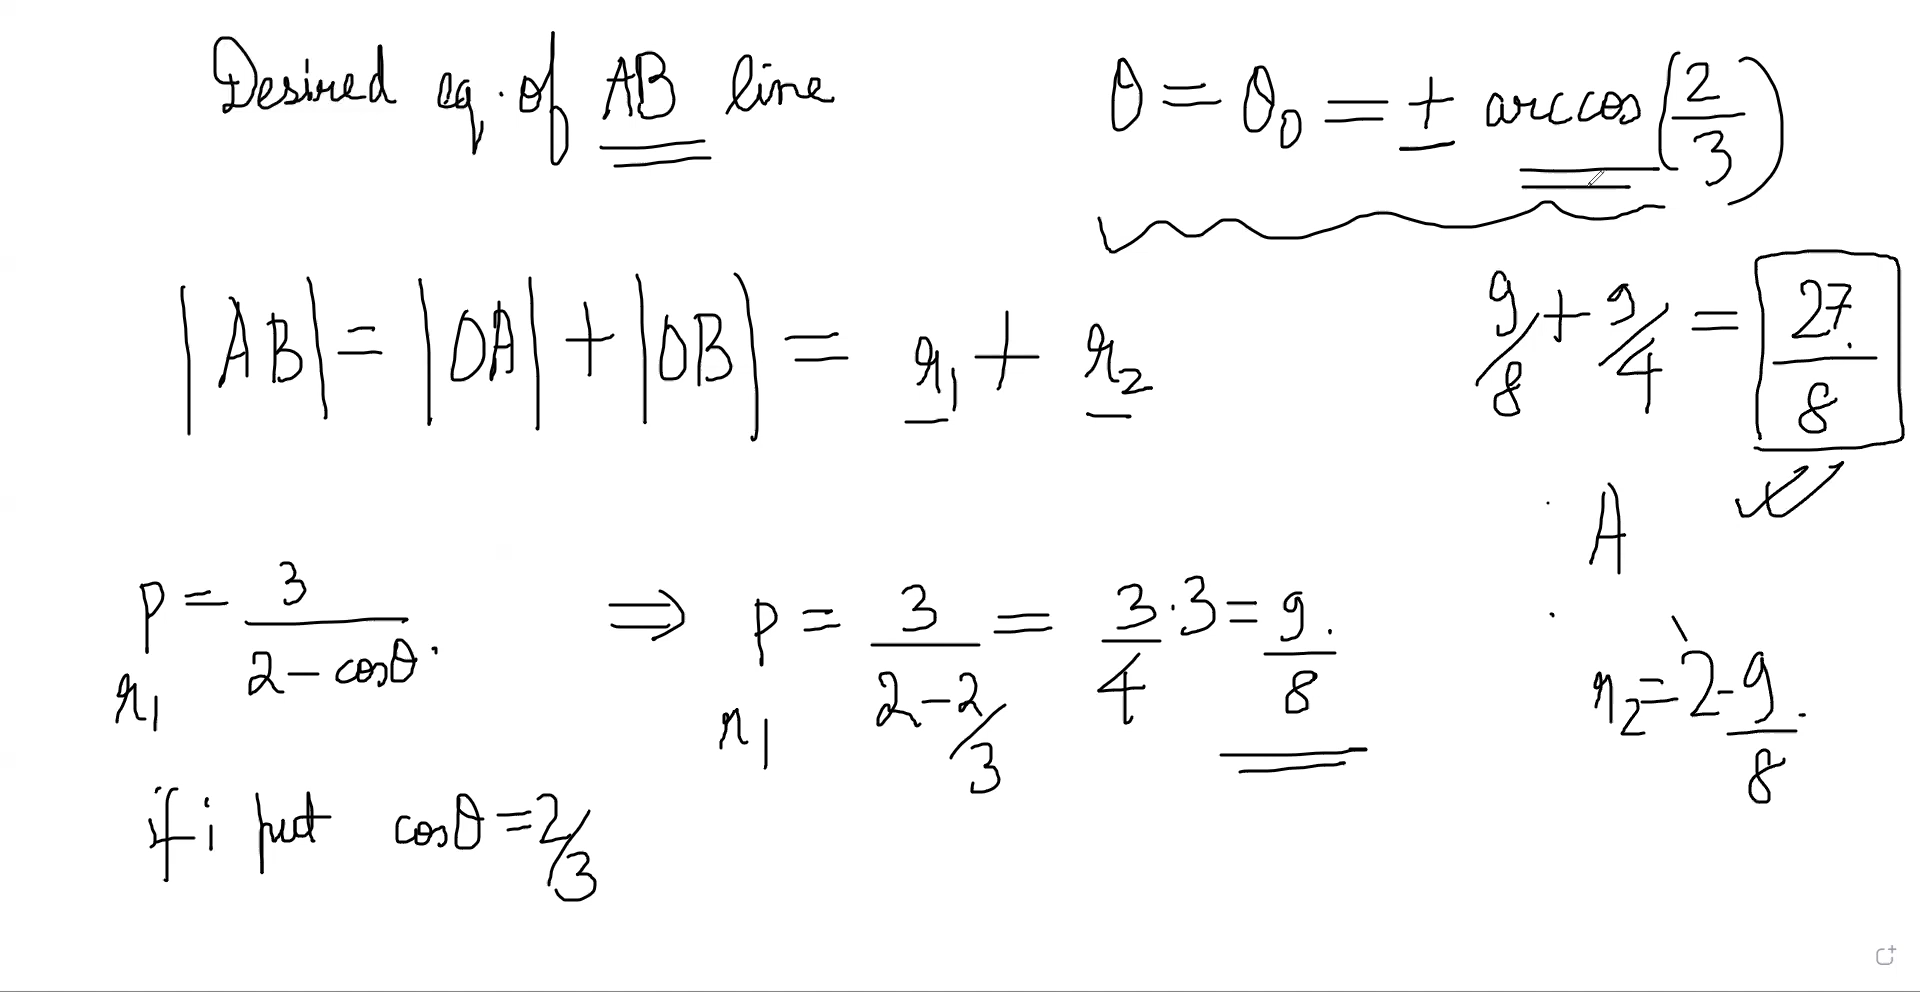 Desired eq. of AB line
θ = θ₀ = ± arccos(2/3)
|AB| = |OA| + |OB| = r₁ + r₂
9/8 + 9/4 = 27/8
A
p = 3/(2 - cosθ) ⇒ p = 3/(2 - 2/3) = 3/4 · 3 = 9/8
r₁
r₁
r₂ = 2 · 9/8
if i put cosθ = 2/3